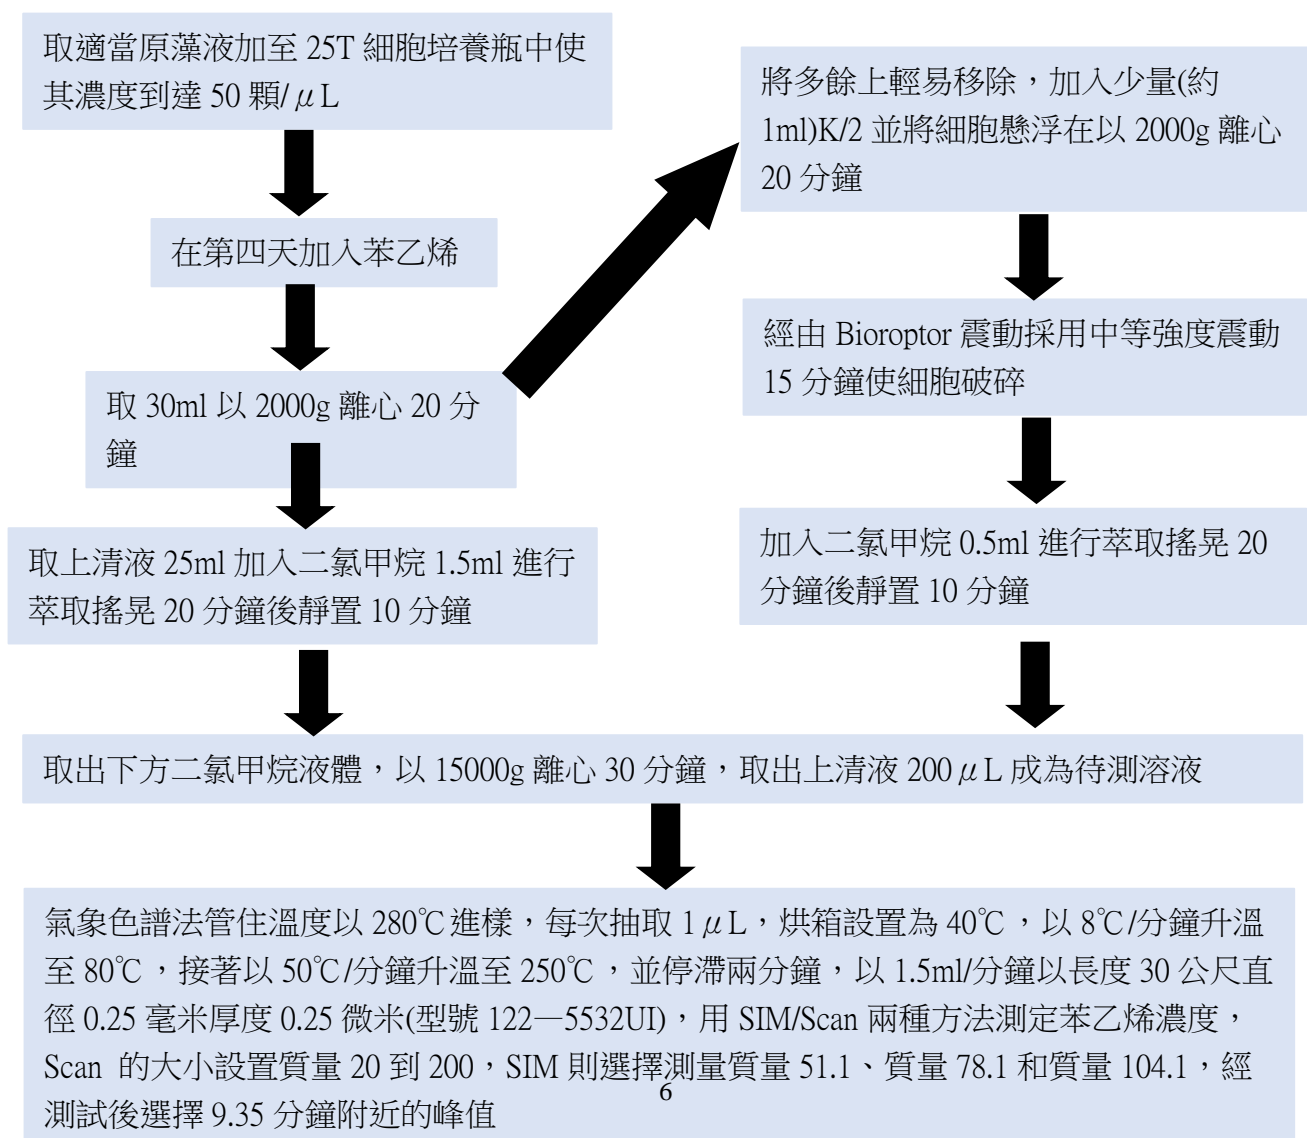 取適當原藻液加至 25T 細胞培養瓶中使
其濃度到達 50 顆/μL
在第四天加入苯乙烯
取 30ml 以 2000g 離心 20 分
鐘
取上清液 25ml 加入二氯甲烷 1.5ml 進行
萃取搖晃 20 分鐘後靜置 10 分鐘
將多餘上輕易移除，加入少量(約
1ml)K/2 並將細胞懸浮在以 2000g 離心
20 分鐘
經由 Bioroptor 震動採用中等強度震動
15 分鐘使細胞破碎
加入二氯甲烷 0.5ml 進行萃取搖晃 20
分鐘後靜置 10 分鐘
取出下方二氯甲烷液體，以 15000g 離心 30 分鐘，取出上清液 200μL 成為待測溶液
氣象色譜法管住溫度以 280℃進樣，每次抽取 1μL，烘箱設置為 40℃，以 8℃/分鐘升溫
至 80℃，接著以 50℃/分鐘升溫至 250℃，並停滯兩分鐘，以 1.5ml/分鐘以長度 30 公尺直
徑 0.25 毫米厚度 0.25 微米(型號 122—5532UI)，用 SIM/Scan 兩種方法測定苯乙烯濃度，
Scan 的大小設置質量 20 到 200，SIM 則選擇測量質量 51.1、質量 78.1 和質量 104.1，經
測試後選擇 9.35 分鐘附近的峰值
6